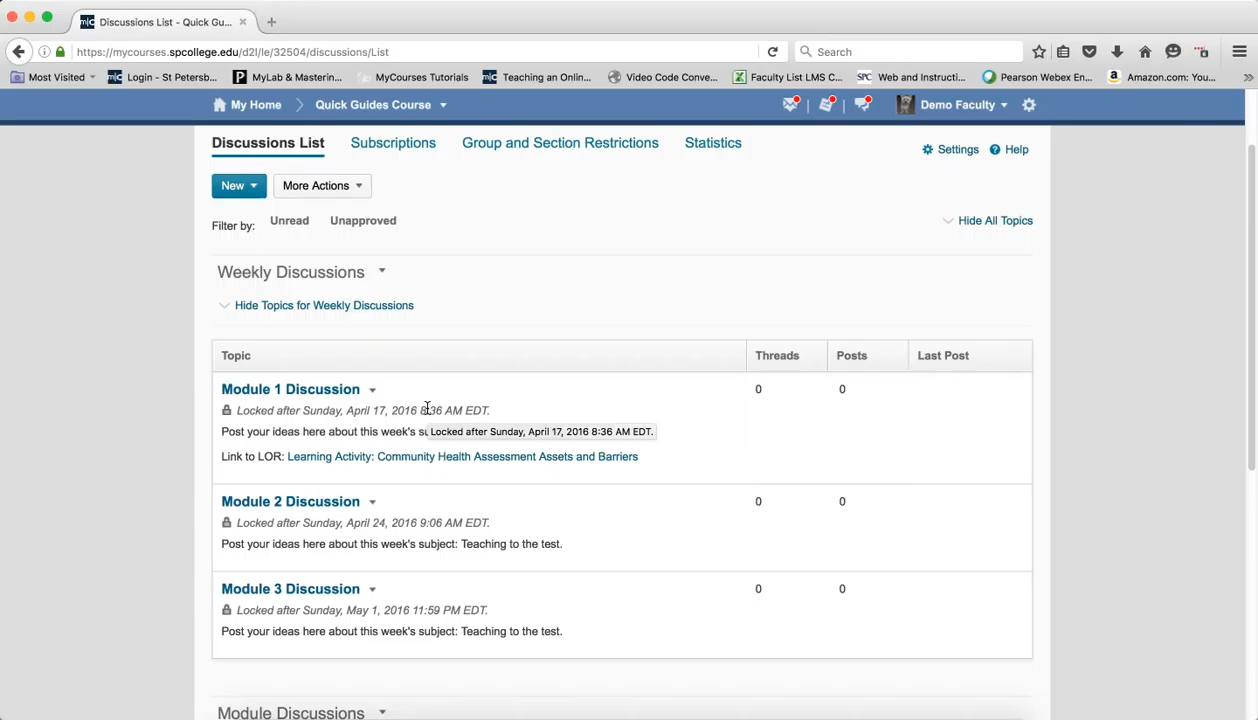 Discussions List - Quick Gu...
https://mycourses.spcollege.edu/d2l/le/32504/discussions/List
Search
Most Visited
Login - St Petersb...
MyLab & Masterin...
MyCourses Tutorials
Teaching an Onlin...
Video Code Conve...
Faculty List LMS C...
SPC
Web and Instructi...
Pearson Webex En...
Amazon.com: You...
My Home
Quick Guides Course
Demo Faculty
Discussions List
Subscriptions
Group and Section Restrictions
Statistics
Settings
Help
New
More Actions
Filter by:
Unread
Unapproved
Hide All Topics
Weekly Discussions
Hide Topics for Weekly Discussions
Topic
Threads
Posts
Last Post
Module 1 Discussion
0
0
Locked after Sunday, April 17, 2016 8:36 AM EDT.
Post your ideas here about this week's su
Locked after Sunday, April 17, 2016 8:36 AM EDT.
Link to LOR: Learning Activity: Community Health Assessment Assets and Barriers
Module 2 Discussion
0
0
Locked after Sunday, April 24, 2016 9:06 AM EDT.
Post your ideas here about this week's subject: Teaching to the test.
Module 3 Discussion
0
0
Locked after Sunday, May 1, 2016 11:59 PM EDT.
Post your ideas here about this week's subject: Teaching to the test.
Module Discussions